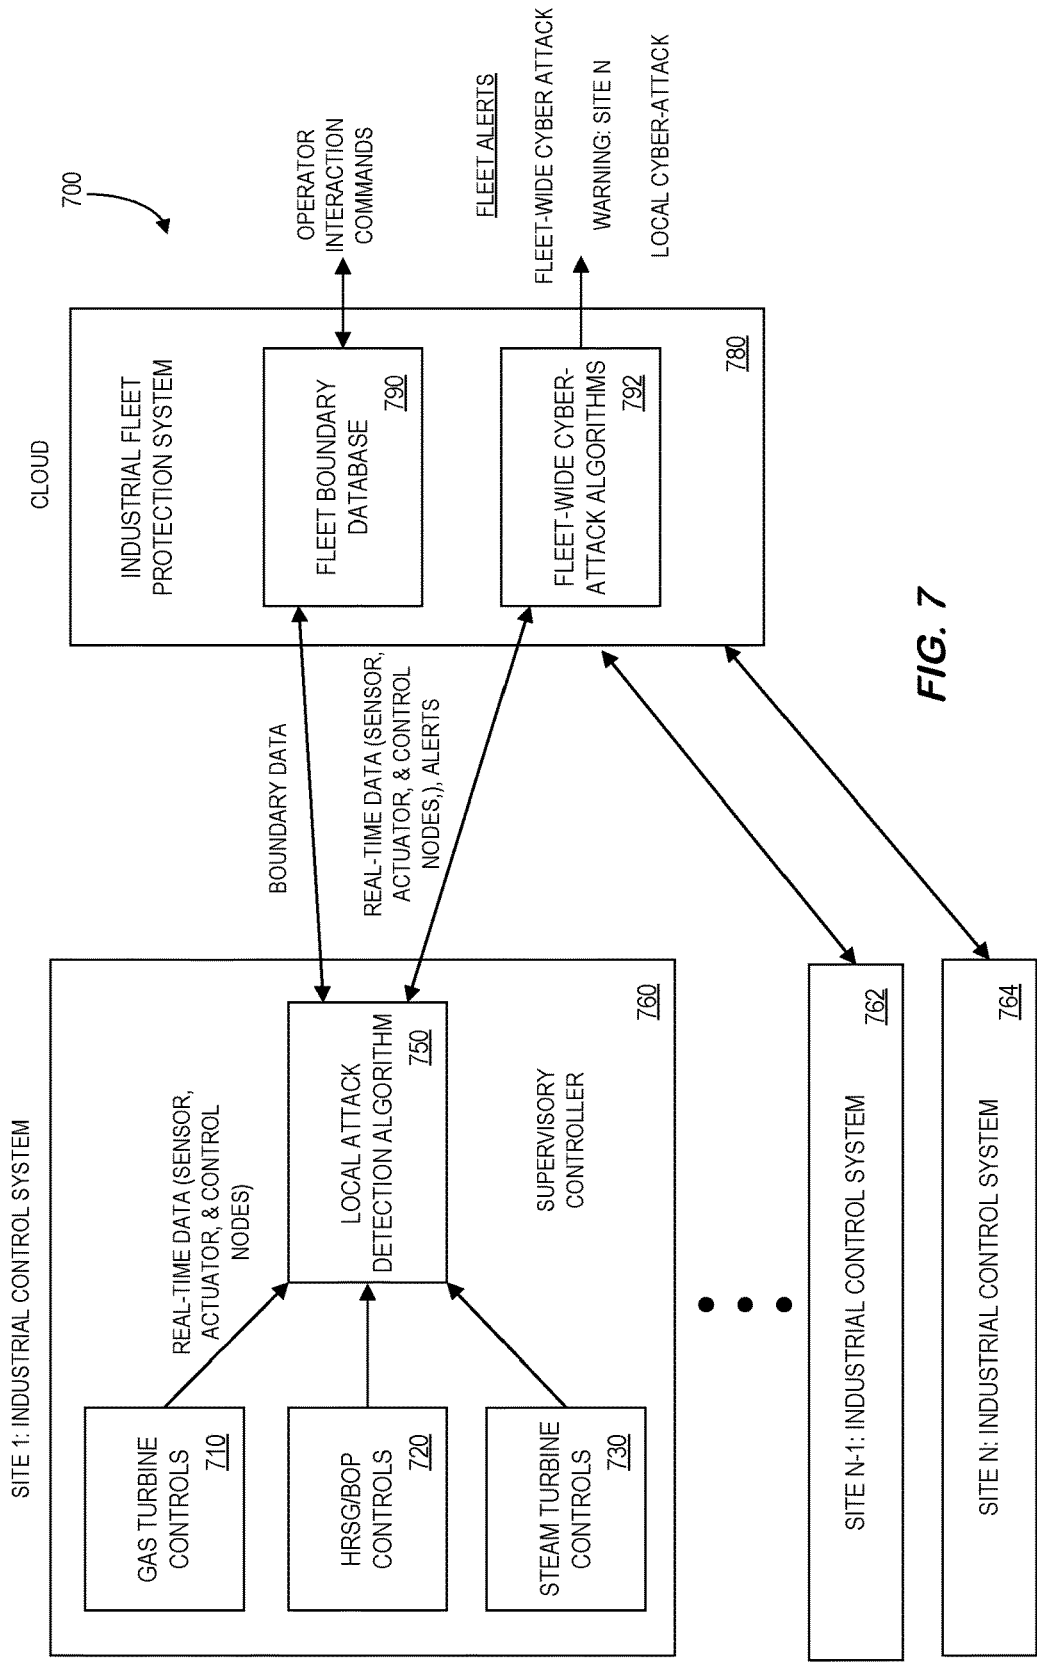 SITE 1: INDUSTRIAL CONTROL SYSTEM
GAS TURBINE
CONTROLS
710
HRSG/BOP
CONTROLS
720
STEAM TURBINE
CONTROLS
730
REAL-TIME DATA (SENSOR,
ACTUATOR, & CONTROL
NODES)
LOCAL ATTACK
DETECTION ALGORITHM
750
SUPERVISORY
CONTROLLER
760
SITE N-1: INDUSTRIAL CONTROL SYSTEM
762
SITE N: INDUSTRIAL CONTROL SYSTEM
764
BOUNDARY DATA
REAL-TIME DATA (SENSOR,
ACTUATOR, & CONTROL
NODES,), ALERTS
CLOUD
INDUSTRIAL FLEET
PROTECTION SYSTEM
FLEET BOUNDARY
DATABASE
790
FLEET-WIDE CYBER-
ATTACK ALGORITHMS
792
780
700
OPERATOR
INTERACTION
COMMANDS
FLEET ALERTS
FLEET-WIDE CYBER ATTACK
WARNING: SITE N
LOCAL CYBER-ATTACK
FIG. 7